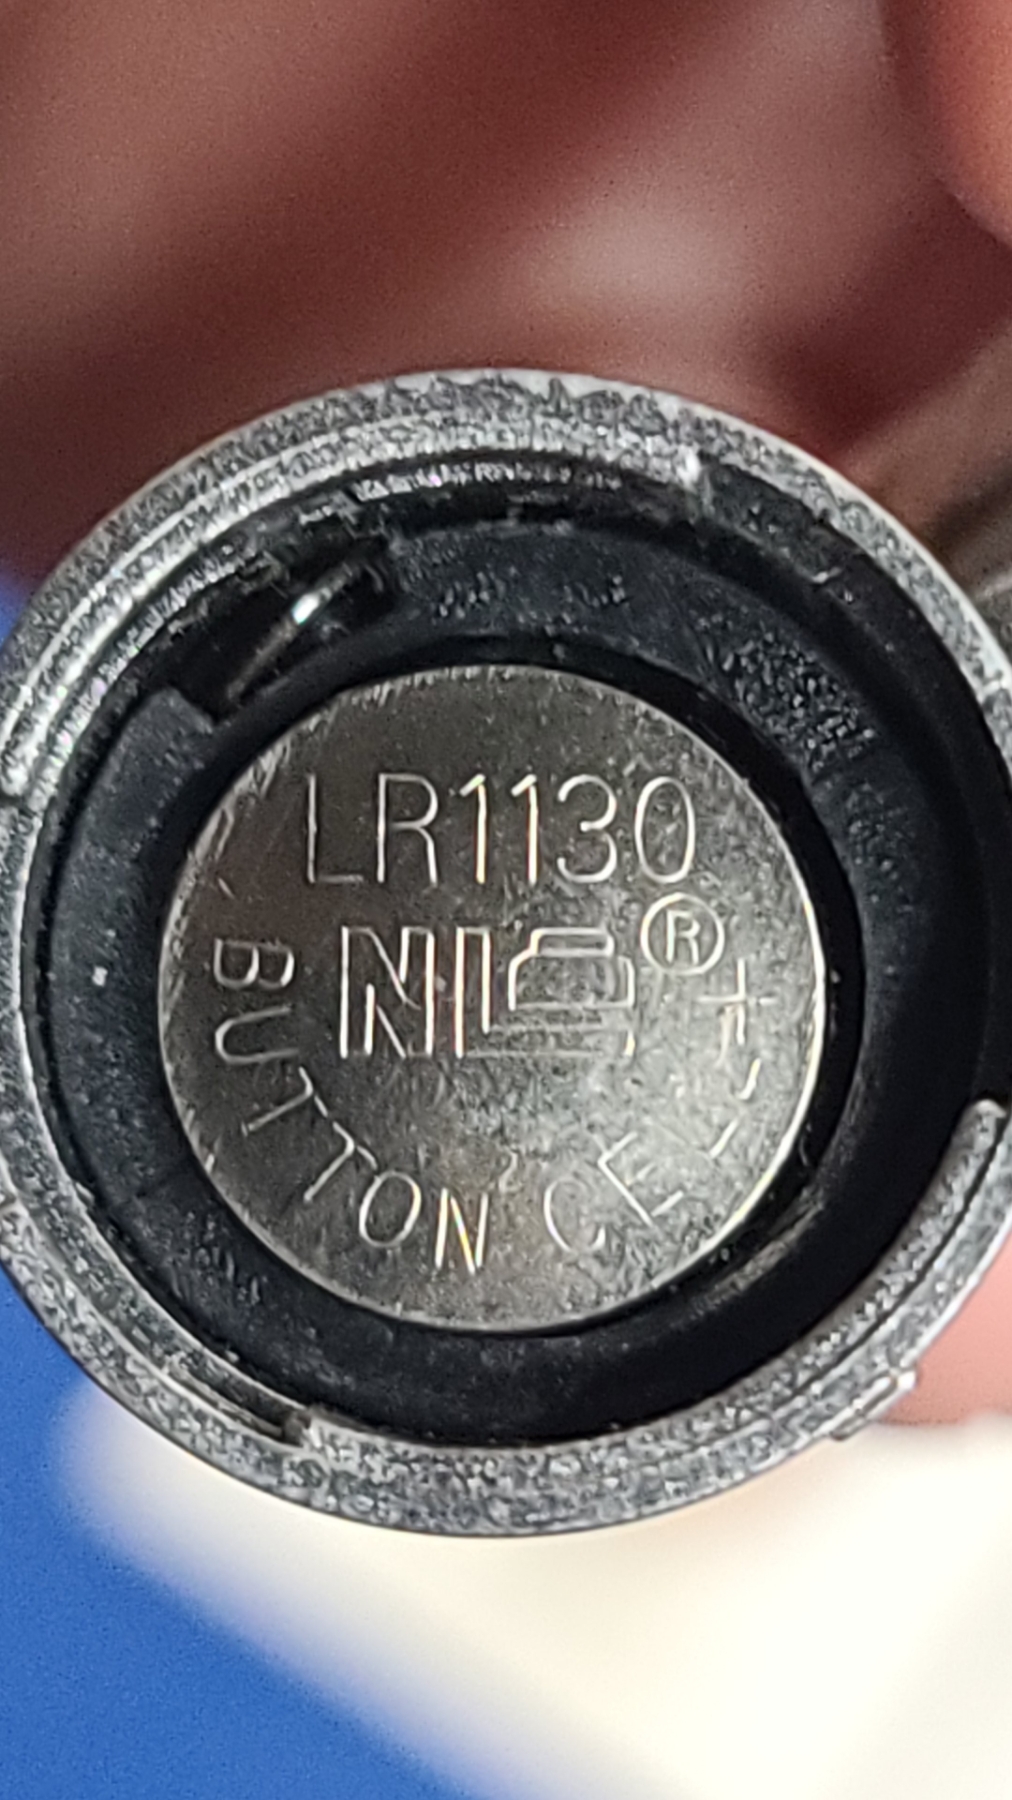 LR1130
®
+
BUTTON CELL